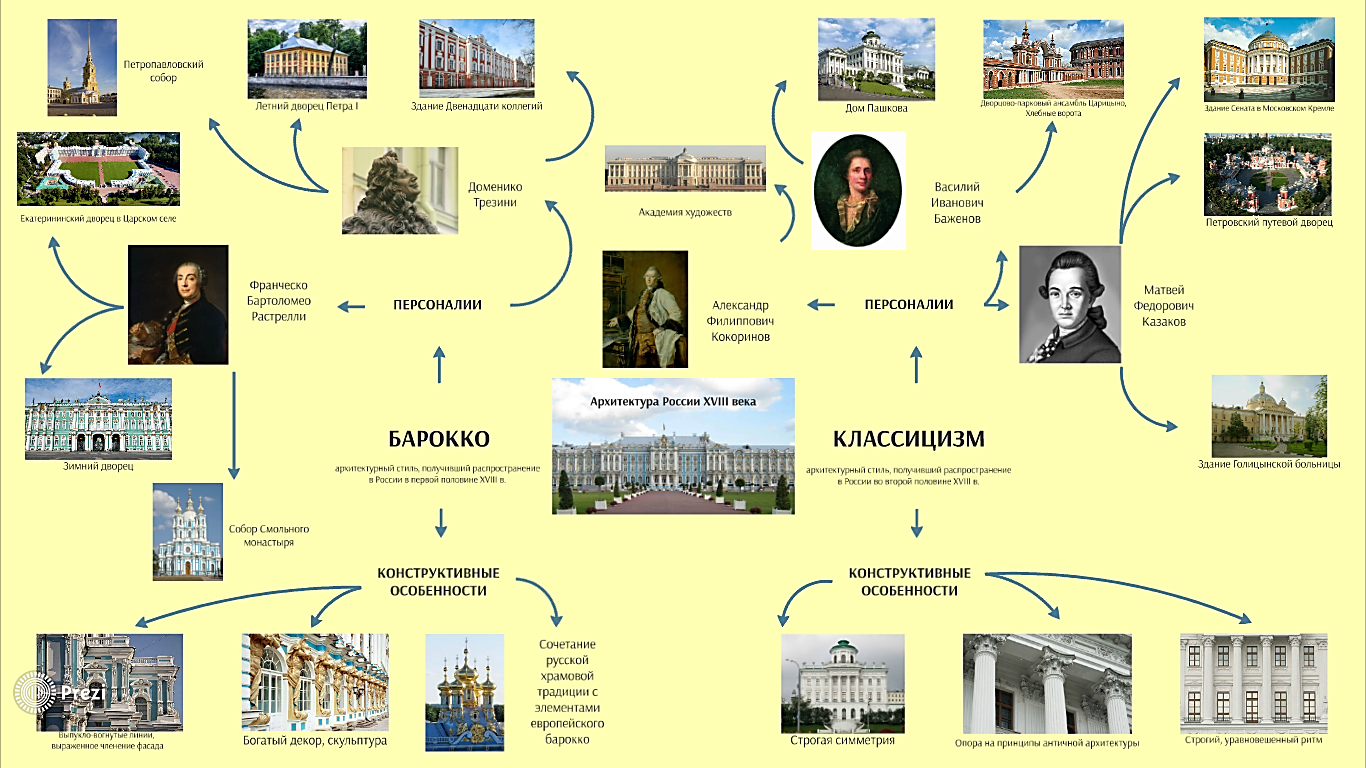 Петропавловский
собор
Летний дворец Петра I
Здание Двенадцати коллегий
Дом Пашкова
Дворцово-парковый ансамбль Царицыно,
Хлебные ворота
Здание Сената в Московском Кремле
Екатерининский дворец в Царском селе
Доменико
Трезини
Академия художеств
Василий
Иванович
Баженов
Петровский путевой дворец
Франческо
Бартоломео
Растрелли
ПЕРСОНАЛИИ
Александр
Филиппович
Кокоринов
ПЕРСОНАЛИИ
Матвей
Федорович
Казаков
Зимний дворец
БАРОККО
архитектурный стиль, получивший распространение
в России в первой половине XVIII в.
Архитектура России XVIII века
КЛАССИЦИЗМ
архитектурный стиль, получивший распространение
в России во второй половине XVIII в.
Здание Голицынской больницы
Собор Смольного
монастыря
КОНСТРУКТИВНЫЕ
ОСОБЕННОСТИ
КОНСТРУКТИВНЫЕ
ОСОБЕННОСТИ
Prezi
Выпукло-вогнутые линии,
выраженное членение фасада
Богатый декор, скульптура
Сочетание
русской
храмовой
традиции с
элементами
европейского
барокко
Строгая симметрия
Опора на принципы античной архитектуры
Строгий, уравновешенный ритм